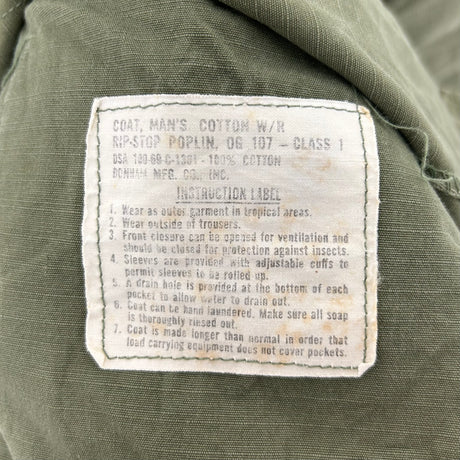 COAT, MAN'S COTTON W/R
RIP-STOP POPLIN, OG 107 - CLASS 1
DSA 100-69-C-1301 - 100% COTTON
BONHAM MFG. CO., INC.
INSTRUCTION LABEL
1. Wear as outer garment in tropical areas.
2. Wear outside of trousers.
3. Front closure can be opened for ventilation and
should be closed for protection against insects.
4. Sleeves are provided with adjustable cuffs to
permit sleeves to be rolled up.
5. A drain hole is provided at the bottom of each
pocket to allow water to drain out.
6. Coat can be hand laundered. Make sure all soap
is thoroughly rinsed out.
7. Coat is made longer than normal in order that
load carrying equipment does not cover pockets.